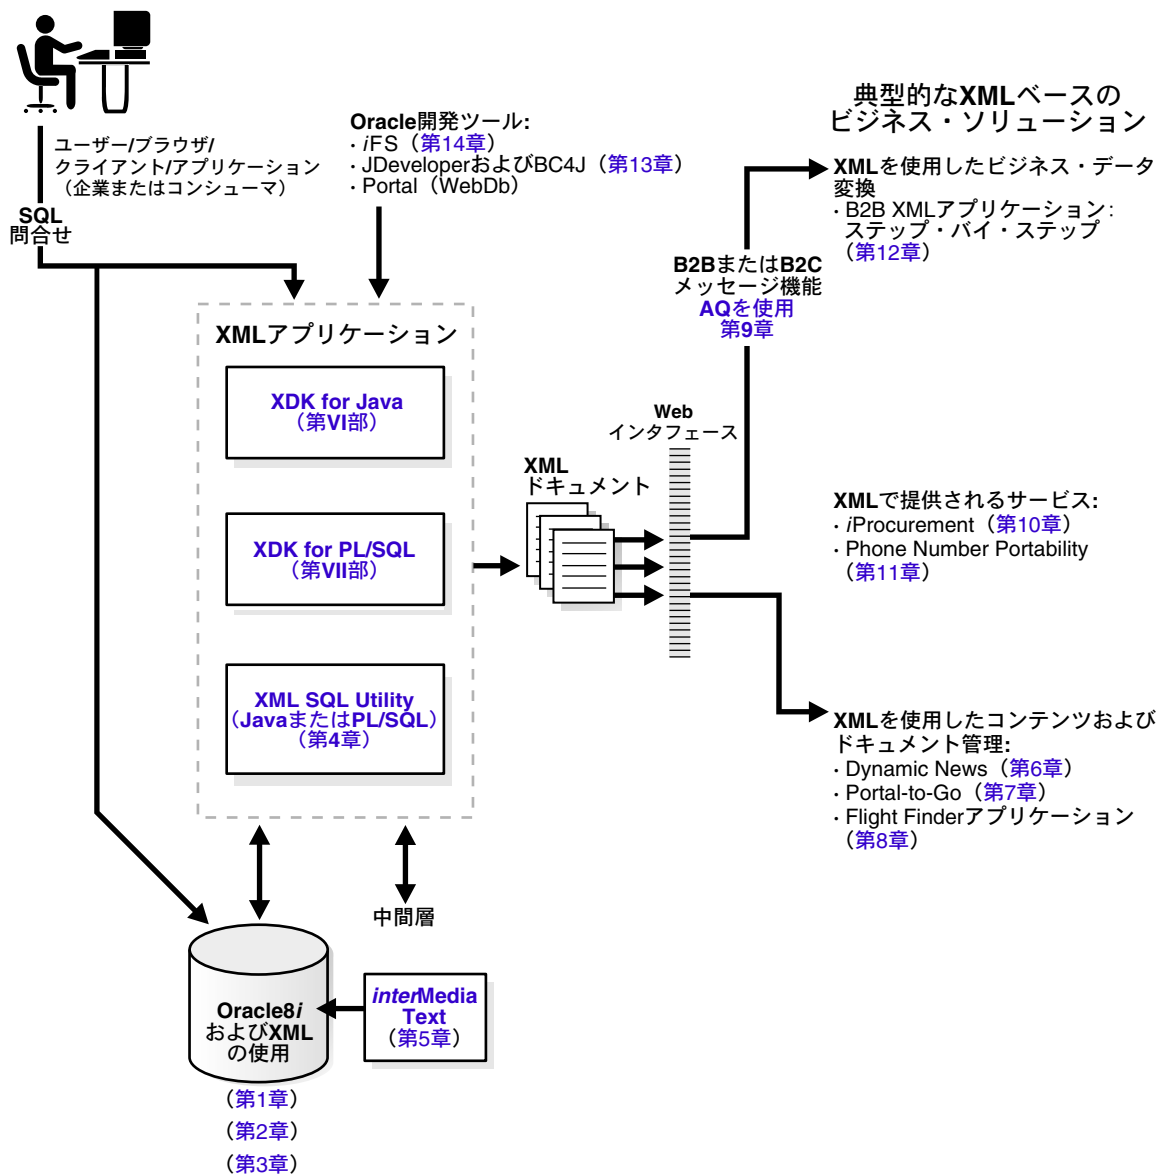 ユーザー/ブラウザ/
クライアント/アプリケーション
（企業またはコンシューマ）
SQL
問合せ
Oracle開発ツール:
・iFS（第14章）
・JDeveloperおよびBC4J（第13章）
・Portal（WebDb）
典型的なXMLベースの
ビジネス・ソリューション
XMLを使用したビジネス・データ
変換
・B2B XMLアプリケーション:
ステップ・バイ・ステップ
（第12章）
B2BまたはB2C
メッセージ機能
AQを使用
第9章
XMLアプリケーション
XDK for Java
（第VI部）
XDK for PL/SQL
（第VII部）
XML SQL Utility
（JavaまたはPL/SQL）
（第4章）
XML
ドキュメント
Web
インタフェース
XMLで提供されるサービス:
・iProcurement（第10章）
・Phone Number Portability
（第11章）
XMLを使用したコンテンツおよび
ドキュメント管理:
・Dynamic News（第6章）
・Portal-to-Go（第7章）
・Flight Finderアプリケーション
（第8章）
中間層
Oracle8i
およびXML
の使用
interMedia
Text
（第5章）
（第1章）
（第2章）
（第3章）